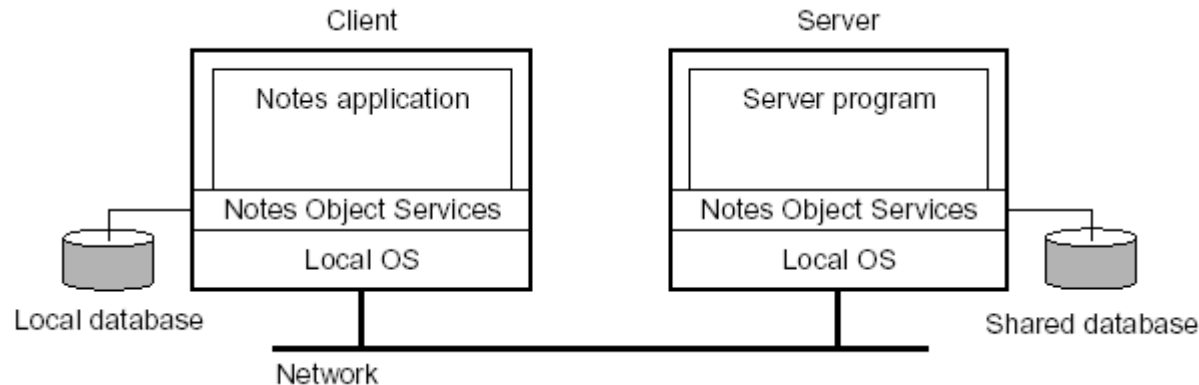 Client
Server
Notes application
Server program
Notes Object Services
Notes Object Services
Local OS
Local OS
Local database
Shared database
Network